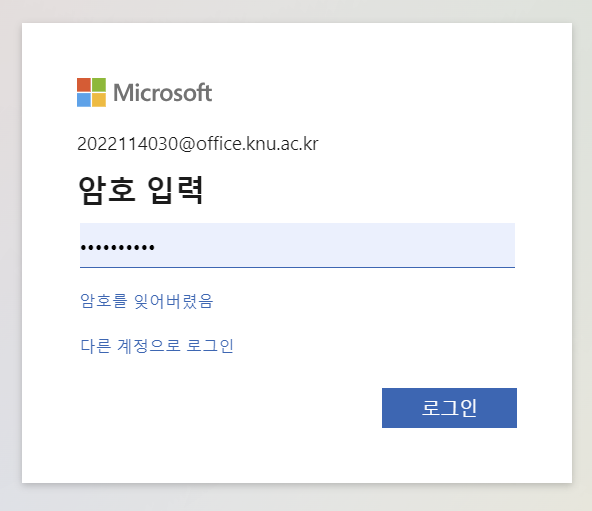 Microsoft
2022114030@office.knu.ac.kr
암호 입력
••••••••••
암호를 잊어버렸음
다른 계정으로 로그인
로그인